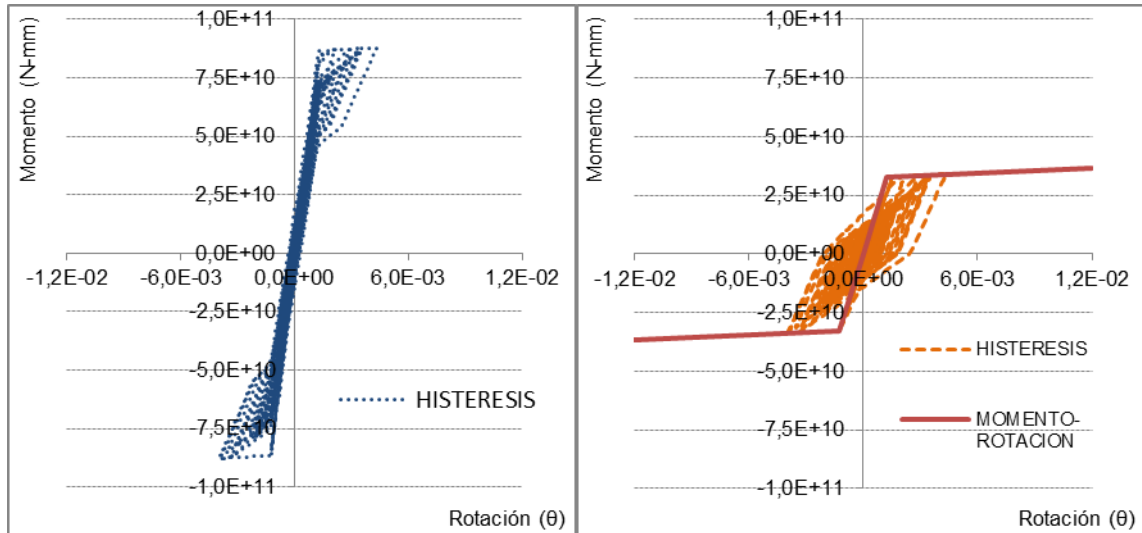 Momento (N-mm)
1,0E+11
7,5E+10
5,0E+10
2,5E+10
0,0E+00
-1,2E-02 -6,0E-03 0,0E+00 6,0E-03 1,2E-02
-2,5E+10
-5,0E+10
HISTERESIS
-7,5E+10
-1,0E+11
Rotación (θ)
Momento (N-mm)
1,0E+11
7,5E+10
5,0E+10
2,5E+10
0,0E+00
-1,2E-02 -6,0E-03 0,0E+00 6,0E-03 1,2E-02
-2,5E+10
HISTERESIS
-5,0E+10
MOMENTO-
ROTACION
-7,5E+10
-1,0E+11
Rotación (θ)